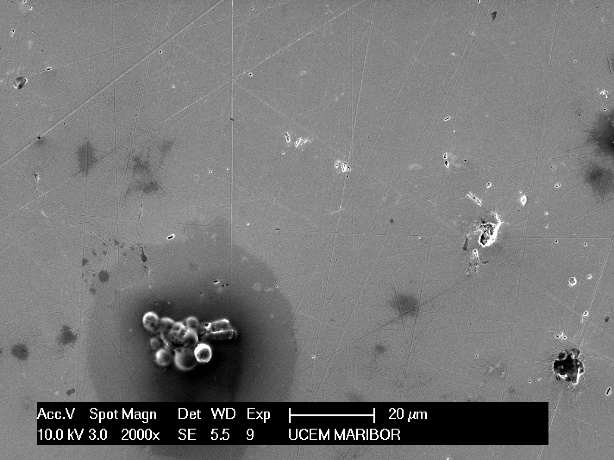 Acc.V Spot Magn Det WD Exp 20 µm
10.0 kV 3.0 2000x SE 5.5 9 UCEM MARIBOR